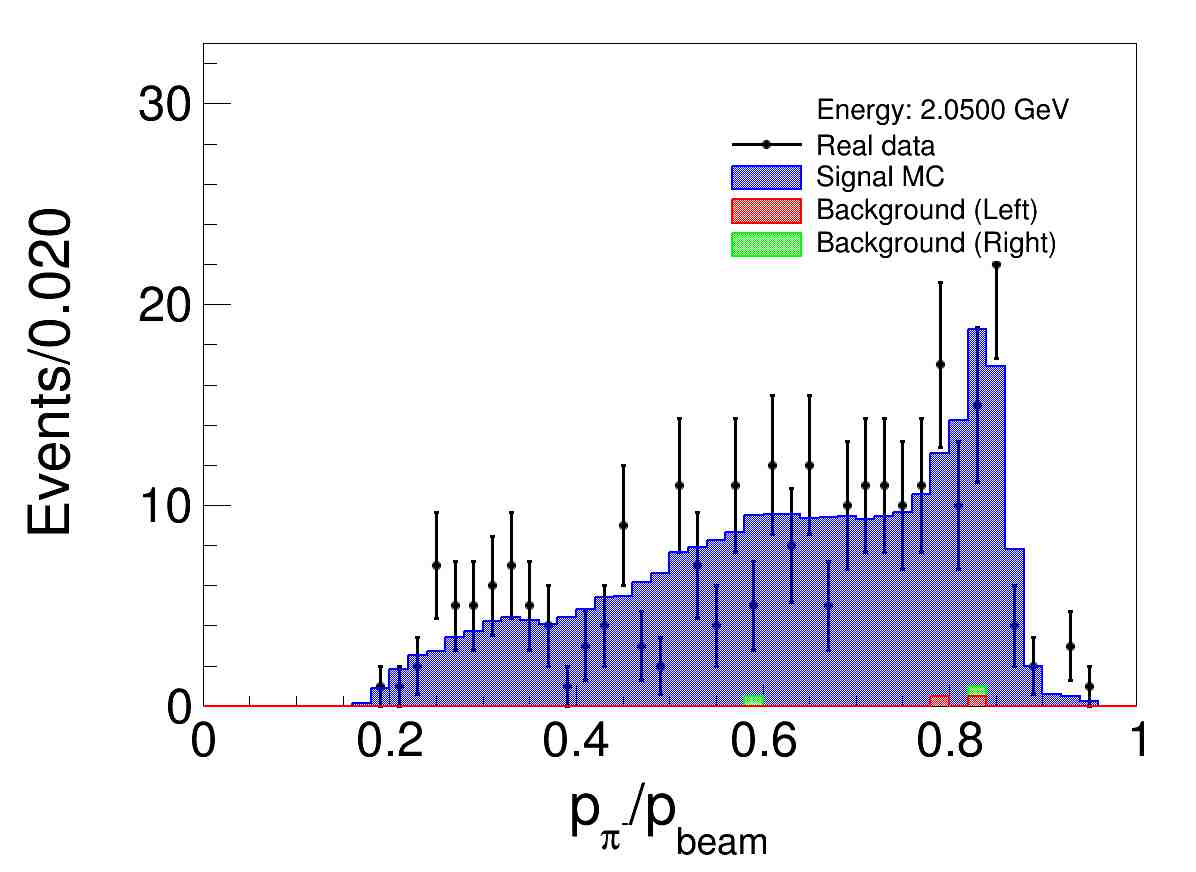 Events/0.020
30
20
10
0
Energy: 2.0500 GeV
Real data
Signal MC
Background (Left)
Background (Right)
0 0.2 0.4 0.6 0.8 1
pπ-/pbeam